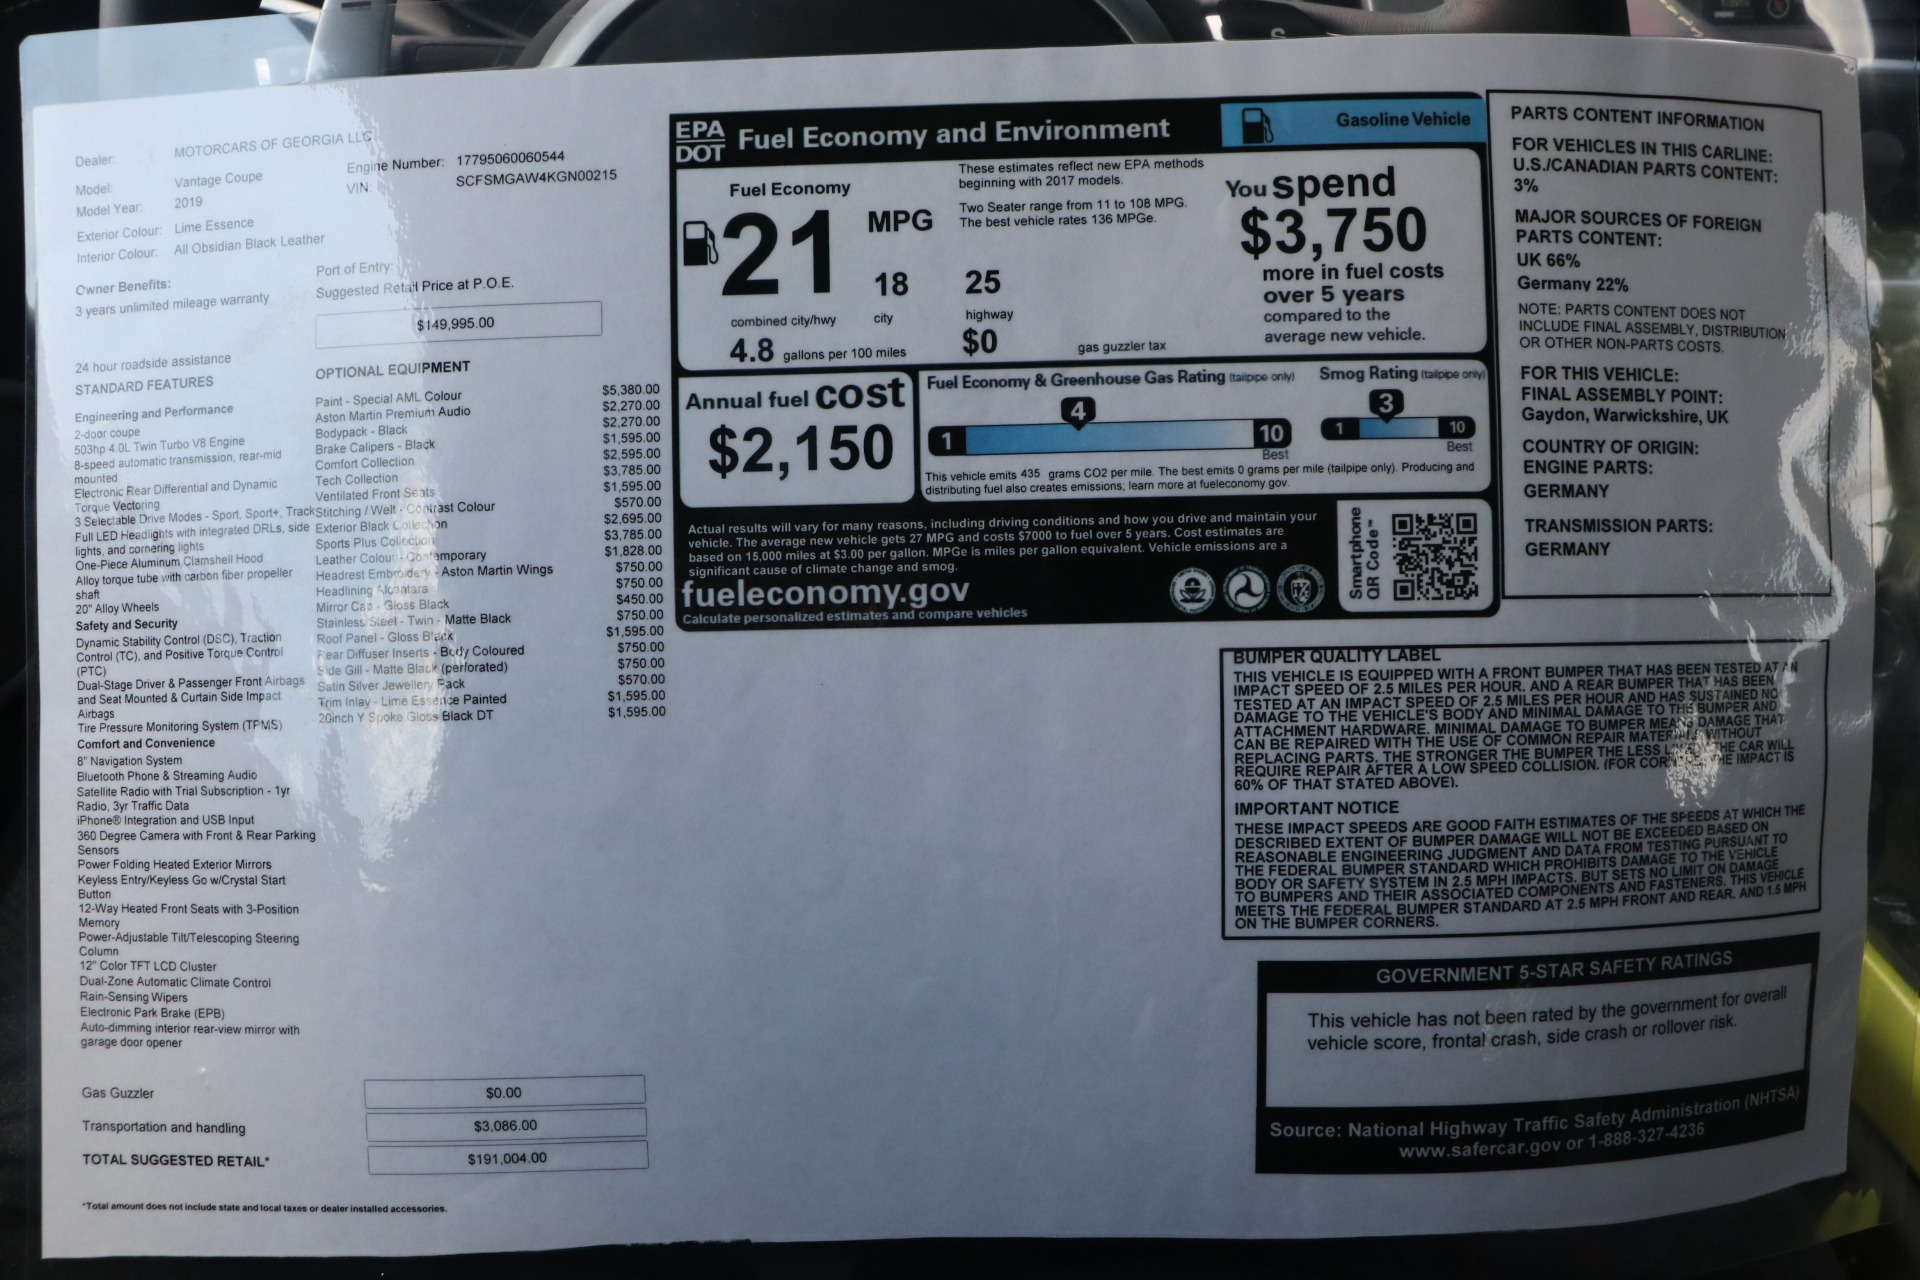 Dealer: MOTORCARS OF GEORGIA LLC
Model: Vantage Coupe
Model Year: 2019
Engine Number: 17795060060544
VIN: SCFSMGAW4KGN00215
Exterior Colour: Lime Essence
Interior Colour: All Obsidian Black Leather
Owner Benefits:
3 years unlimited mileage warranty
24 hour roadside assistance
Port of Entry:
Suggested Retail Price at P.O.E.
$149,995.00
STANDARD FEATURES
Engineering and Performance
2-door coupe
503hp 4.0L Twin Turbo V8 Engine
8-speed automatic transmission, rear-mid
mounted
Electronic Rear Differential and Dynamic
Torque Vectoring
3 Selectable Drive Modes - Sport, Sport+, Track
Full LED Headlights with integrated DRLs, side
lights, and cornering lights
One-Piece Aluminum Clamshell Hood
Alloy torque tube with carbon fiber propeller
shaft
20" Alloy Wheels
Safety and Security
Dynamic Stability Control (DSC), Traction
Control (TC), and Positive Torque Control
(PTC)
Dual-Stage Driver & Passenger Front Airbags
and Seat Mounted & Curtain Side Impact
Airbags
Tire Pressure Monitoring System (TPMS)
Comfort and Convenience
8" Navigation System
Bluetooth Phone & Streaming Audio
Satellite Radio with Trial Subscription - 1yr
Radio, 3yr Traffic Data
iPhone® Integration and USB Input
360 Degree Camera with Front & Rear Parking
Sensors
Power Folding Heated Exterior Mirrors
Keyless Entry/Keyless Go w/Crystal Start
Button
12-Way Heated Front Seats with 3-Position
Memory
Power-Adjustable Tilt/Telescoping Steering
Column
12" Color TFT LCD Cluster
Dual-Zone Automatic Climate Control
Rain-Sensing Wipers
Electronic Park Brake (EPB)
Auto-dimming interior rear-view mirror with
garage door opener
OPTIONAL EQUIPMENT
Paint - Special AML Colour $5,380.00
Aston Martin Premium Audio $2,270.00
Bodypack - Black $2,270.00
Brake Calipers - Black $1,595.00
Comfort Collection $2,595.00
Tech Collection $3,785.00
Ventilated Front Seats $1,595.00
Stitching / Welt - Contrast Colour $570.00
Exterior Black Collection $2,695.00
Sports Plus Collection $3,785.00
Leather Colour - Contemporary $1,828.00
Headrest Embroidery - Aston Martin Wings $750.00
Headlining Alcantara $750.00
Mirror Cap - Gloss Black $450.00
Stainless Steel - Twin - Matte Black $750.00
Roof Panel - Gloss Black $1,595.00
Rear Diffuser Inserts - Body Coloured $750.00
Side Gill - Matte Black (perforated) $750.00
Satin Silver Jewellery Pack $570.00
Trim Inlay - Lime Essence Painted $1,595.00
20inch Y Spoke Gloss Black DT $1,595.00
Gas Guzzler $0.00
Transportation and handling $3,086.00
TOTAL SUGGESTED RETAIL* $191,004.00
*Total amount does not include state and local taxes or dealer installed accessories.
EPA
DOT Fuel Economy and Environment
Gasoline Vehicle
Fuel Economy
21 MPG
combined city/hwy
18
city
25
highway
4.8 gallons per 100 miles
$0 gas guzzler tax
These estimates reflect new EPA methods
beginning with 2017 models.
Two Seater range from 11 to 108 MPG.
The best vehicle rates 136 MPGe.
You spend
$3,750
more in fuel costs
over 5 years
compared to the
average new vehicle.
Annual fuel cost
$2,150
Fuel Economy & Greenhouse Gas Rating (tailpipe only)
4
1 10
Best
Smog Rating (tailpipe only)
3
1 10
Best
This vehicle emits 435 grams CO2 per mile. The best emits 0 grams per mile (tailpipe only). Producing and
distributing fuel also creates emissions; learn more at fueleconomy.gov.
Actual results will vary for many reasons, including driving conditions and how you drive and maintain your
vehicle. The average new vehicle gets 27 MPG and costs $7000 to fuel over 5 years. Cost estimates are
based on 15,000 miles at $3.00 per gallon. MPGe is miles per gallon equivalent. Vehicle emissions are a
significant cause of climate change and smog.
fueleconomy.gov
Calculate personalized estimates and compare vehicles
Smartphone
QR Code™
PARTS CONTENT INFORMATION
FOR VEHICLES IN THIS CARLINE:
U.S./CANADIAN PARTS CONTENT:
3%
MAJOR SOURCES OF FOREIGN
PARTS CONTENT:
UK 66%
Germany 22%
NOTE: PARTS CONTENT DOES NOT
INCLUDE FINAL ASSEMBLY, DISTRIBUTION
OR OTHER NON-PARTS COSTS.
FOR THIS VEHICLE:
FINAL ASSEMBLY POINT:
Gaydon, Warwickshire, UK
COUNTRY OF ORIGIN:
ENGINE PARTS:
GERMANY
TRANSMISSION PARTS:
GERMANY
BUMPER QUALITY LABEL
THIS VEHICLE IS EQUIPPED WITH A FRONT BUMPER THAT HAS BEEN TESTED AT AN
IMPACT SPEED OF 2.5 MILES PER HOUR. AND A REAR BUMPER THAT HAS BEEN
TESTED AT AN IMPACT SPEED OF 2.5 MILES PER HOUR AND HAS SUSTAINED NO
DAMAGE TO THE VEHICLE'S BODY AND MINIMAL DAMAGE TO THE BUMPER AND
ATTACHMENT HARDWARE. MINIMAL DAMAGE TO BUMPER MEANS DAMAGE THAT
CAN BE REPAIRED WITH THE USE OF COMMON REPAIR MATERIALS WITHOUT
REPLACING PARTS. THE STRONGER THE BUMPER THE LESS THE CAR WILL
REQUIRE REPAIR AFTER A LOW SPEED COLLISION. (FOR THE IMPACT IS
60% OF THAT STATED ABOVE).
IMPORTANT NOTICE
THESE IMPACT SPEEDS ARE GOOD FAITH ESTIMATES OF THE SPEEDS AT WHICH THE
DESCRIBED EXTENT OF BUMPER DAMAGE WILL NOT BE EXCEEDED BASED ON
REASONABLE ENGINEERING JUDGMENT AND DATA FROM TESTING PURSUANT TO
THE FEDERAL BUMPER STANDARD WHICH PROHIBITS DAMAGE TO THE VEHICLE
BODY OR SAFETY SYSTEM IN 2.5 MPH IMPACTS. BUT SETS NO LIMIT ON DAMAGE
TO BUMPERS AND THEIR ASSOCIATED COMPONENTS AND FASTENERS. THIS VEHICLE
MEETS THE FEDERAL BUMPER STANDARD AT 2.5 MPH FRONT AND REAR. AND 1.5 MPH
ON THE BUMPER CORNERS.
GOVERNMENT 5-STAR SAFETY RATINGS
This vehicle has not been rated by the government for overall
vehicle score, frontal crash, side crash or rollover risk.
Source: National Highway Traffic Safety Administration (NHTSA)
www.safercar.gov or 1-888-327-4236